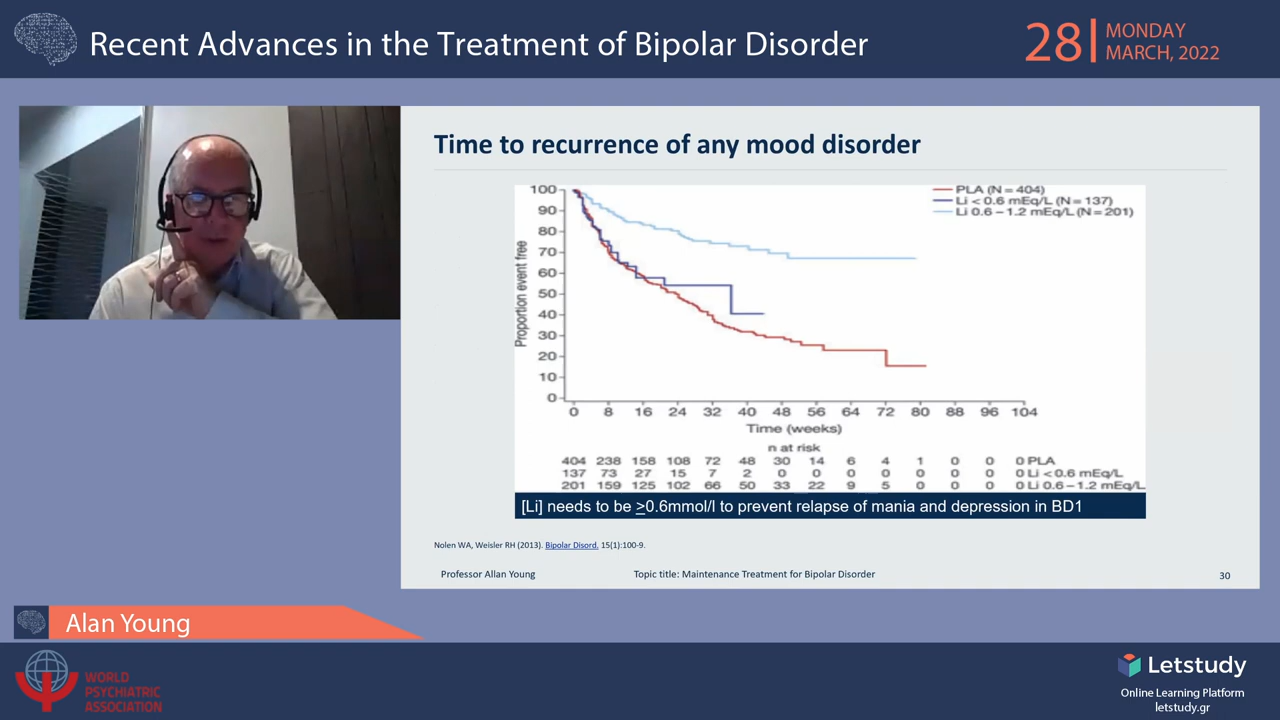 Recent Advances in the Treatment of Bipolar Disorder
28
MONDAY
MARCH, 2022
Time to recurrence of any mood disorder
PLA (N = 404)
Li < 0.6 mEq/L (N = 137)
Li 0.6 – 1.2 mEq/L (N = 201)
Proportion event free
100
90
80
70
60
50
40
30
20
10
0
0 8 16 24 32 40 48 56 64 72 80 88 96 104
Time (weeks)
n at risk
404 238 158 108 72 48 30 14 6 4 1 0 0 0 PLA
137 73 27 15 7 2 0 0 0 0 0 0 0 0 Li < 0.6 mEq/L
201 159 125 102 66 50 33 22 9 5 0 0 0 0 Li 0.6 – 1.2 mEq/L
[Li] needs to be >0.6mmol/l to prevent relapse of mania and depression in BD1
Nolen WA, Weisler RH (2013). Bipolar Disord. 15(1):100-9.
Professor Allan Young
Topic title: Maintenance Treatment for Bipolar Disorder
30
Alan Young
WORLD
PSYCHIATRIC
ASSOCIATION
Letstudy
Online Learning Platform
letstudy.gr